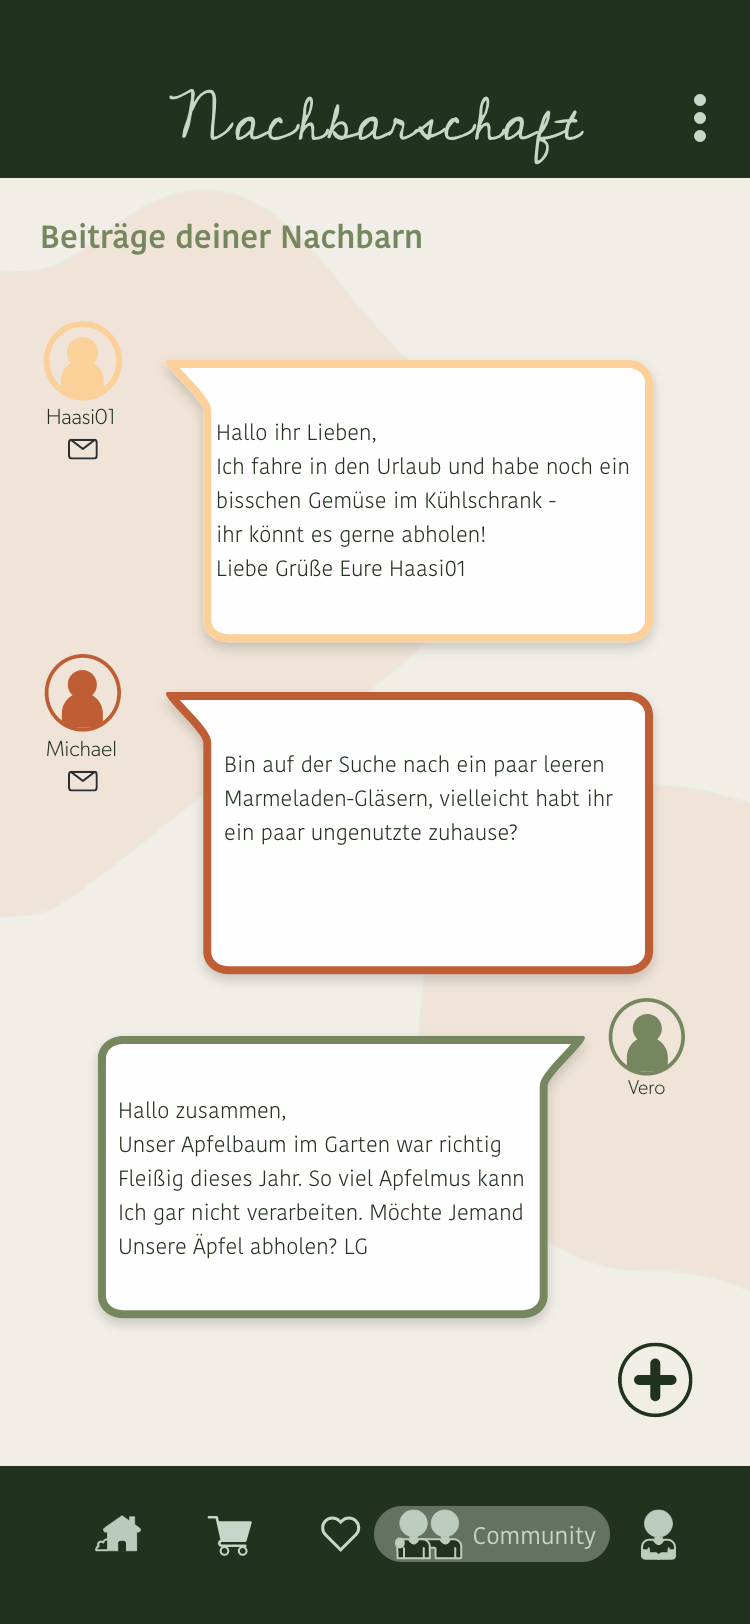 Nachbarschaft
Beiträge deiner Nachbarn
Haasi01
Hallo ihr Lieben,
Ich fahre in den Urlaub und habe noch ein
bisschen Gemüse im Kühlschrank -
ihr könnt es gerne abholen!
Liebe Grüße Eure Haasi01
Michael
Bin auf der Suche nach ein paar leeren
Marmeladen-Gläsern, vielleicht habt ihr
ein paar ungenutzte zuhause?
Vero
Hallo zusammen,
Unser Apfelbaum im Garten war richtig
Fleißig dieses Jahr. So viel Apfelmus kann
Ich gar nicht verarbeiten. Möchte Jemand
Unsere Äpfel abholen? LG
Community